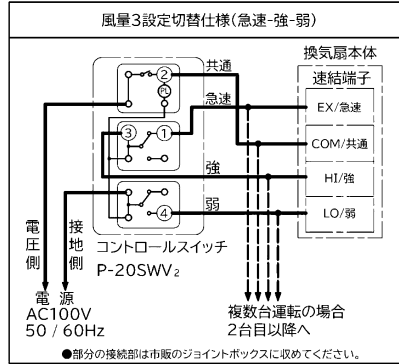 風量3設定切替仕様(急速-強-弱)
換気扇本体
速結端子
共通
② PL
急速
EX/急速
③ ①
COM/共通
強
HI/強
弱
④
LO/弱
電圧側
接地側
コントロールスイッチ
P-20SWV₂
電 源
AC100V
50 / 60Hz
複数台運転の場合
2台目以降へ
●部分の接続部は市販のジョイントボックスに収めてください。